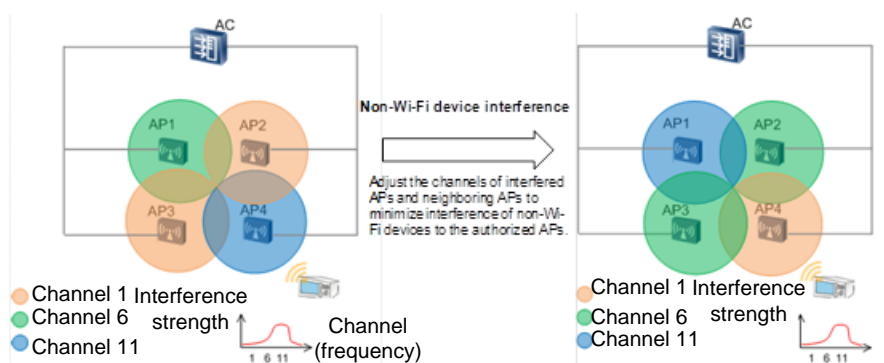 AC
AP1
AP2
AP3
AP4
Channel 1
Channel 6
Channel 11
Interference
strength
Channel
(frequency)
1 6 11
Non-Wi-Fi device interference
Adjust the channels of interfered
APs and neighboring APs to
minimize interference of non-Wi-
Fi devices to the authorized APs.
AC
AP1
AP2
AP3
AP4
Channel 1
Channel 6
Channel 11
Interference
strength
1 6 11